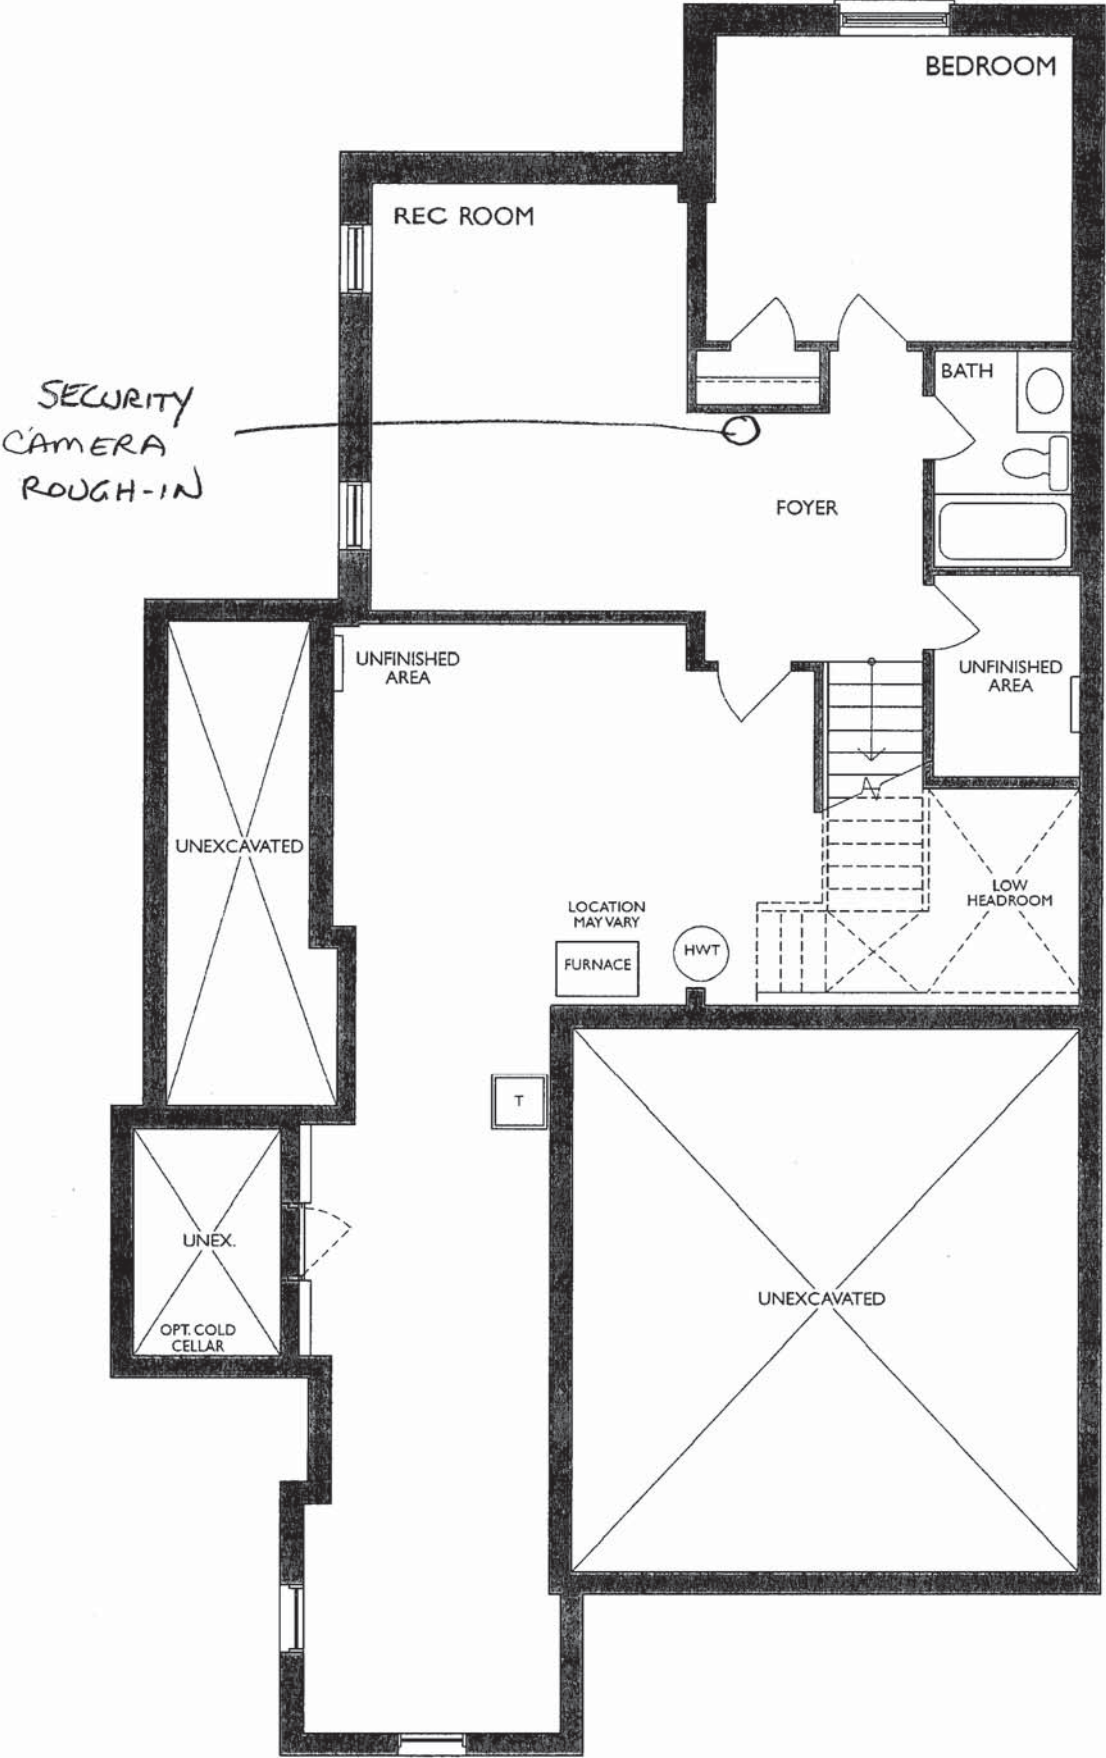 BEDROOM
REC ROOM
BATH
SECURITY
CAMERA
ROUGH-IN
FOYER
UNFINISHED
AREA
UNFINISHED
AREA
UNEXCAVATED
LOW
HEADROOM
LOCATION
MAY VARY
FURNACE
HWT
T
UNEX.
OPT. COLD
CELLAR
UNEXCAVATED